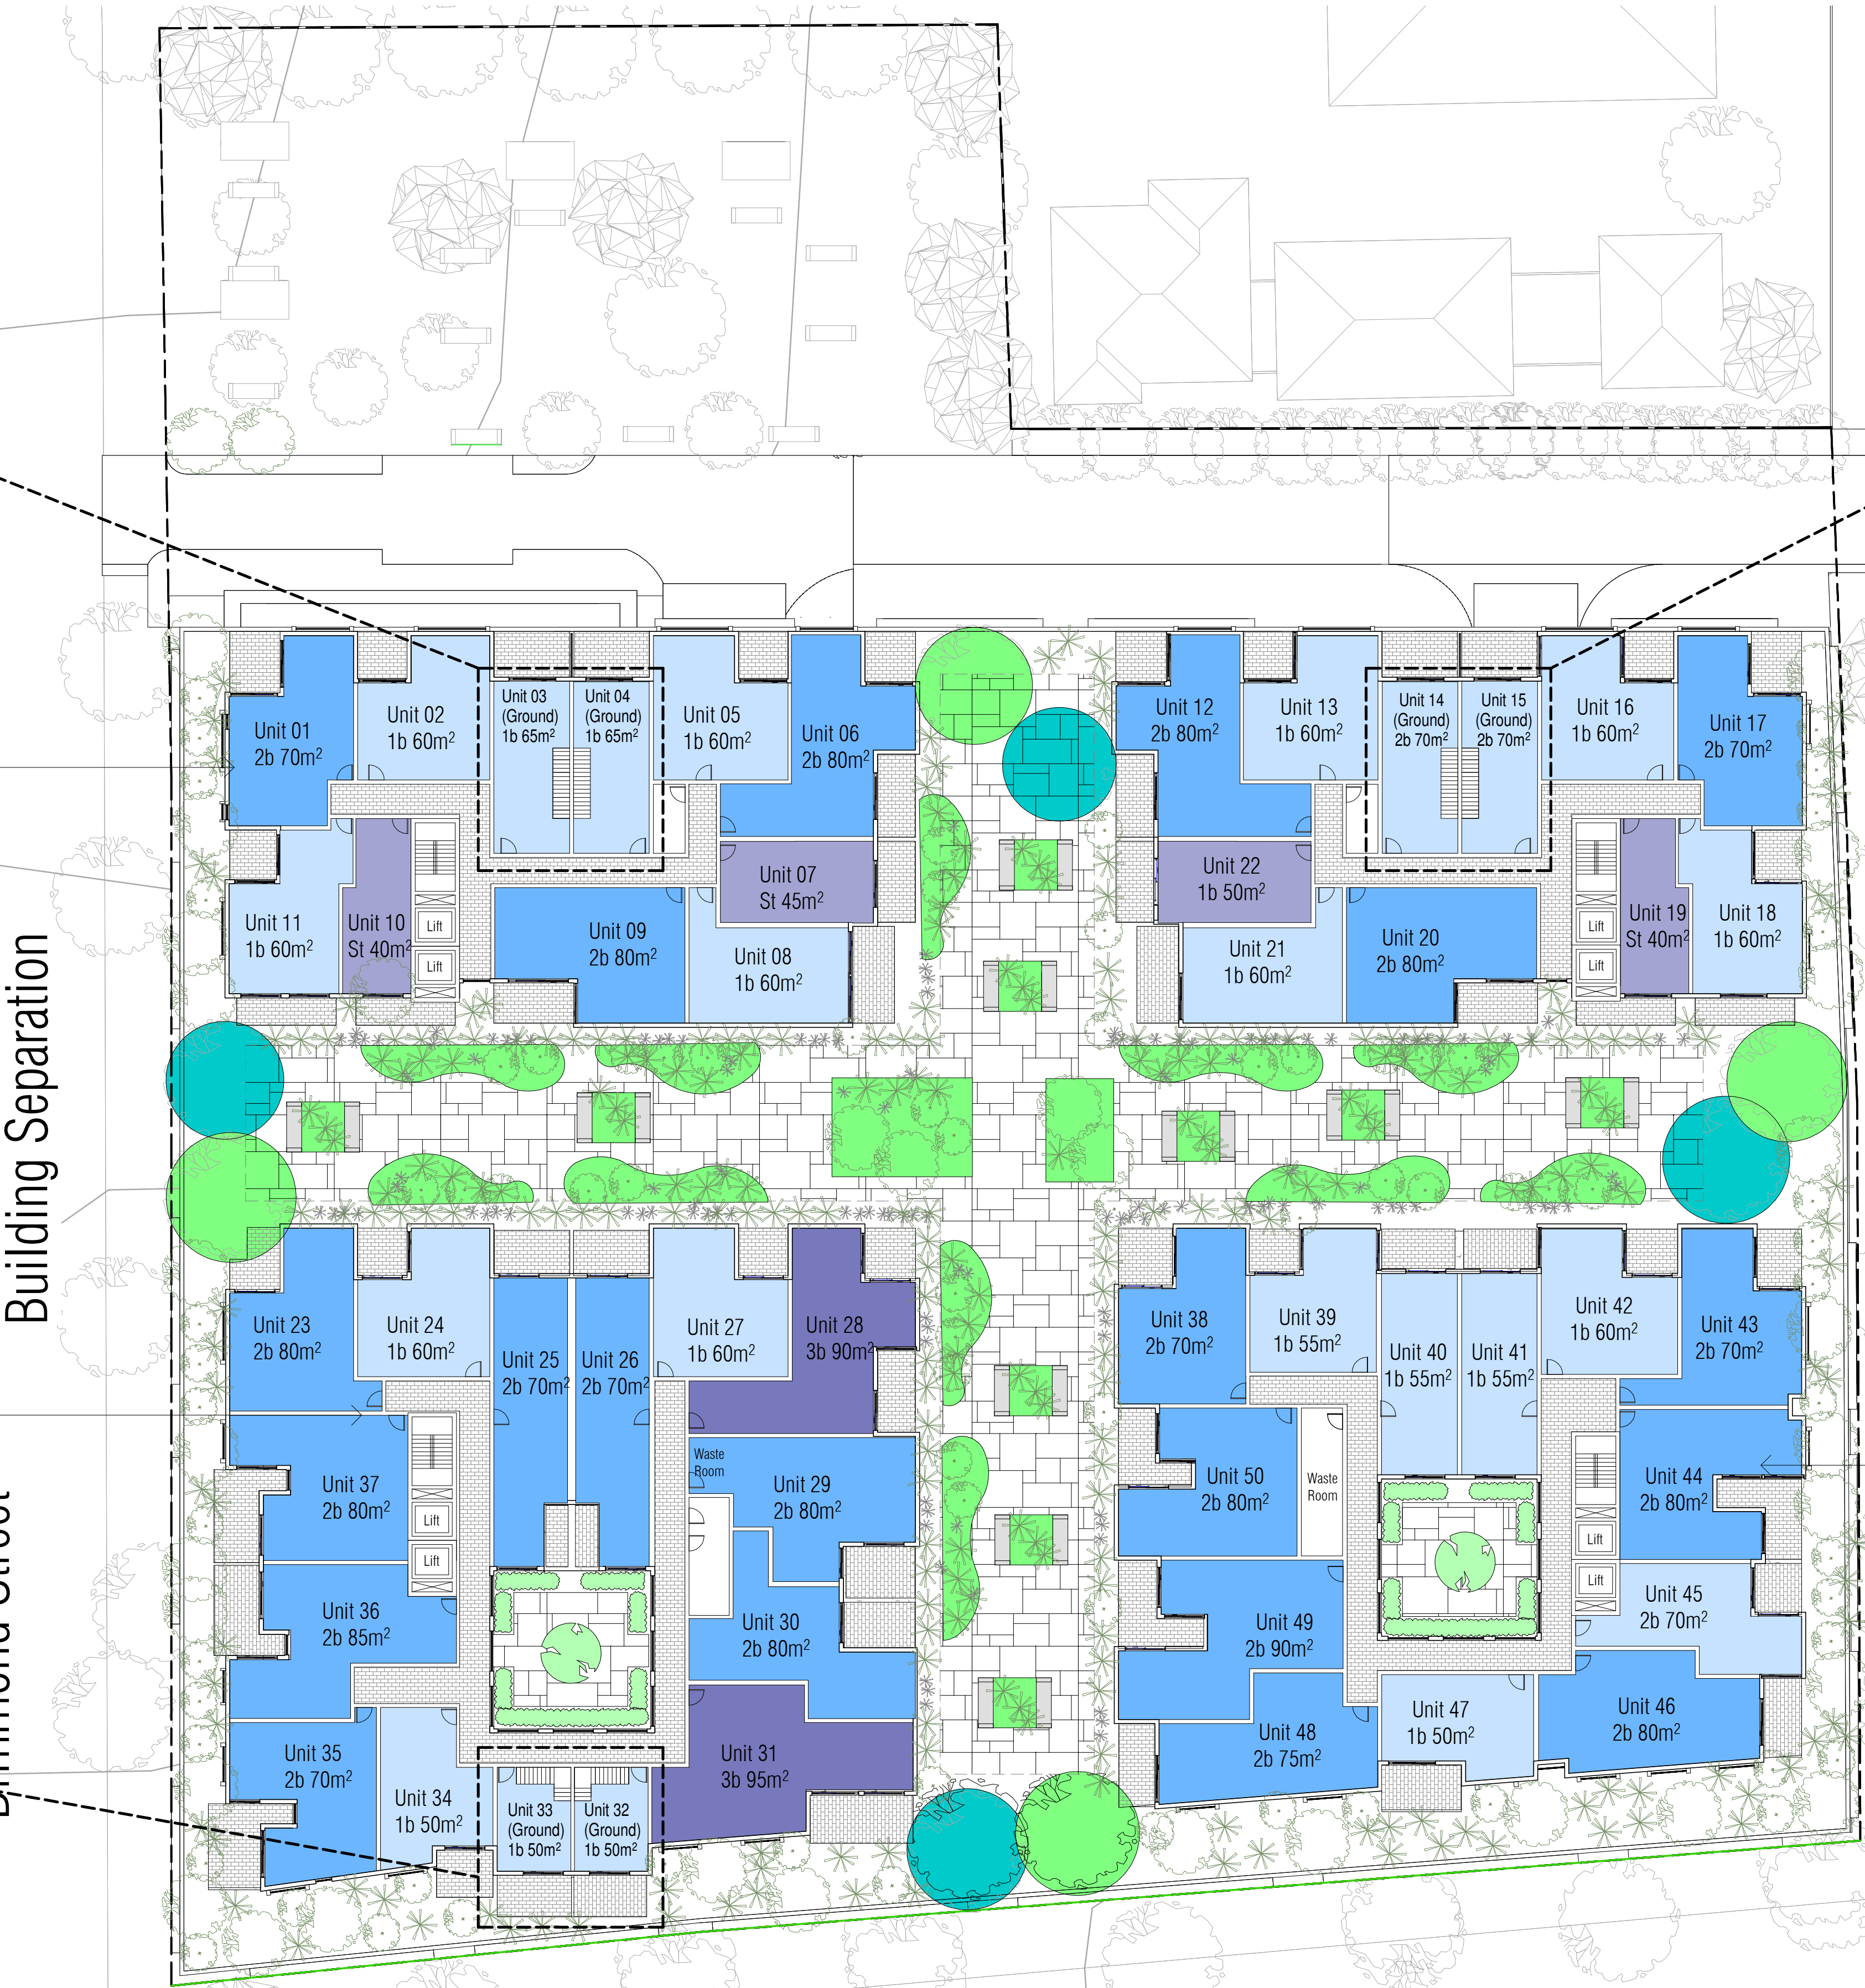 Building Separation
Unit 01
2b 70m²
Unit 02
1b 60m²
Unit 03
(Ground)
1b 65m²
Unit 04
(Ground)
1b 65m²
Unit 05
1b 60m²
Unit 06
2b 80m²
Unit 12
2b 80m²
Unit 13
1b 60m²
Unit 14
(Ground)
2b 70m²
Unit 15
(Ground)
2b 70m²
Unit 16
1b 60m²
Unit 17
2b 70m²
Unit 11
1b 60m²
Unit 10
St 40m²
Lift
Lift
Unit 09
2b 80m²
Unit 07
St 45m²
Unit 08
1b 60m²
Unit 22
1b 50m²
Unit 21
1b 60m²
Unit 20
2b 80m²
Lift
Lift
Unit 19
St 40m²
Unit 18
1b 60m²
Unit 23
2b 80m²
Unit 24
1b 60m²
Unit 25
2b 70m²
Unit 26
2b 70m²
Unit 27
1b 60m²
Unit 28
3b 90m²
Unit 38
2b 70m²
Unit 39
1b 55m²
Unit 40
1b 55m²
Unit 41
1b 55m²
Unit 42
1b 60m²
Unit 43
2b 70m²
Unit 37
2b 80m²
Lift
Lift
Waste
Room
Unit 29
2b 80m²
Unit 50
2b 80m²
Waste
Room
Lift
Lift
Unit 44
2b 80m²
Unit 36
2b 85m²
Unit 30
2b 80m²
Unit 49
2b 90m²
Unit 45
2b 70m²
Unit 35
2b 70m²
Unit 34
1b 50m²
Unit 33
(Ground)
1b 50m²
Unit 32
(Ground)
1b 50m²
Unit 31
3b 95m²
Unit 48
2b 75m²
Unit 47
1b 50m²
Unit 46
2b 80m²